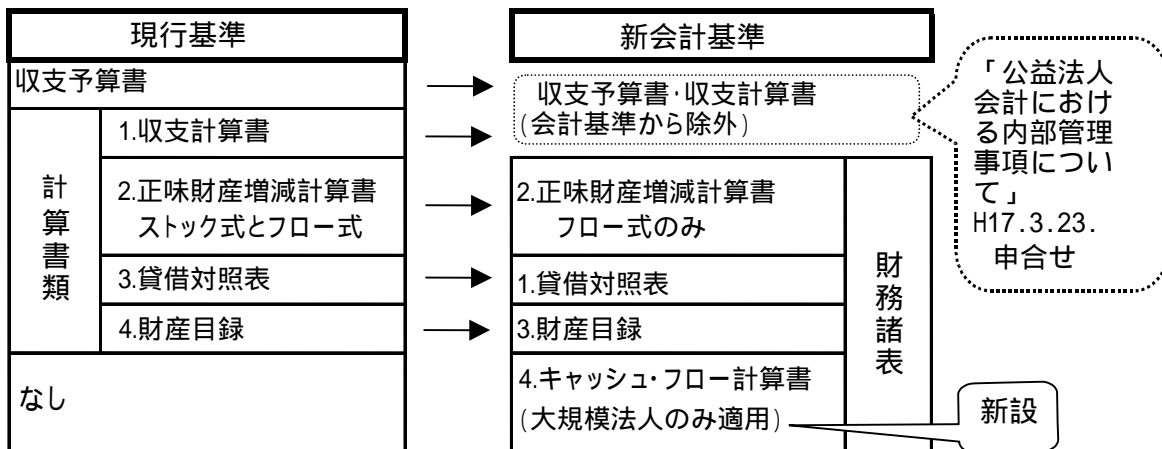 現行基準
収支予算書
計算書類
1.収支計算書
2.正味財産増減計算書
ストック式とフロー式
3.貸借対照表
4.財産目録
なし
新会計基準
収支予算書・収支計算書
(会計基準から除外)
2.正味財産増減計算書
フロー式のみ
1.貸借対照表
3.財産目録
4.キャッシュ・フロー計算書
(大規模法人のみ適用)
財務諸表
「公益法人
会計におけ
る内部管理
事項につい
て」
H17.3.23.
申合せ
新設